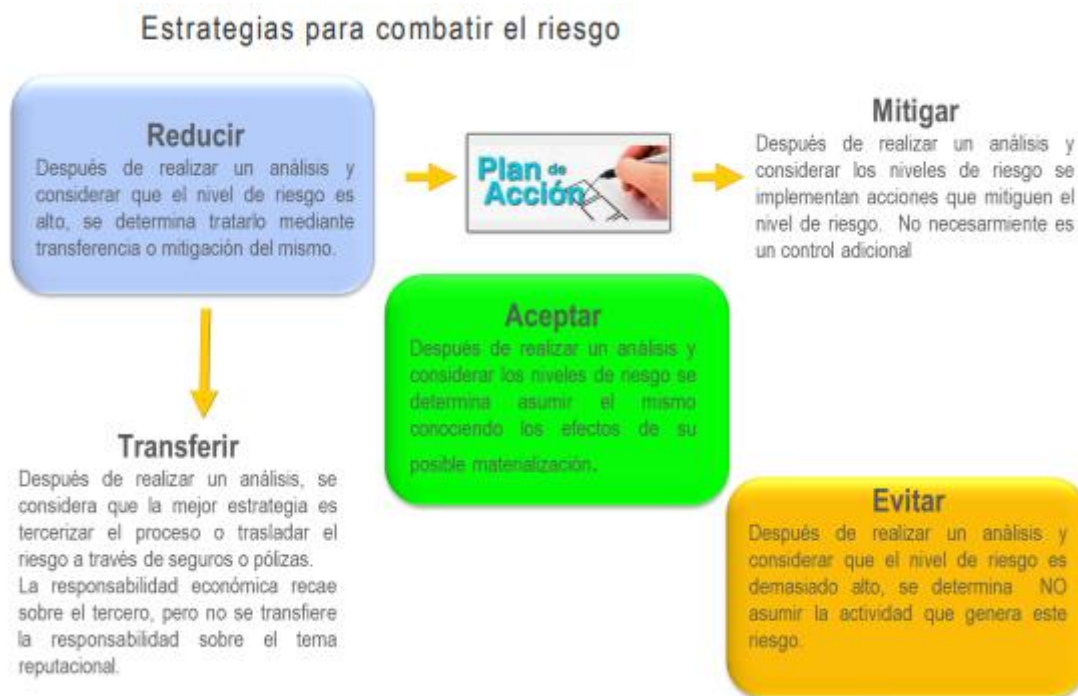 Estrategias para combatir el riesgo
Reducir
Después de realizar un análisis y
considerar que el nivel de riesgo es
alto, se determina tratarlo mediante
transferencia o mitigación del mismo.
Plan de
Acción
Mitigar
Después de realizar un análisis y
considerar los niveles de riesgo se
implementan acciones que mitiguen el
nivel de riesgo. No necesarmiente es
un control adicional
Aceptar
Después de realizar un análisis y
considerar los niveles de riesgo se
determina asumir el mismo
conociendo los efectos de su
posible materialización.
Transferir
Después de realizar un análisis, se
considera que la mejor estrategia es
tercerizar el proceso o trasladar el
riesgo a través de seguros o pólizas.
La responsabilidad económica recae
sobre el tercero, pero no se transfiere
la responsabilidad sobre el tema
reputacional.
Evitar
Después de realizar un análisis y
considerar que el nivel de riesgo es
demasiado alto, se determina NO
asumir la actividad que genera este
riesgo.